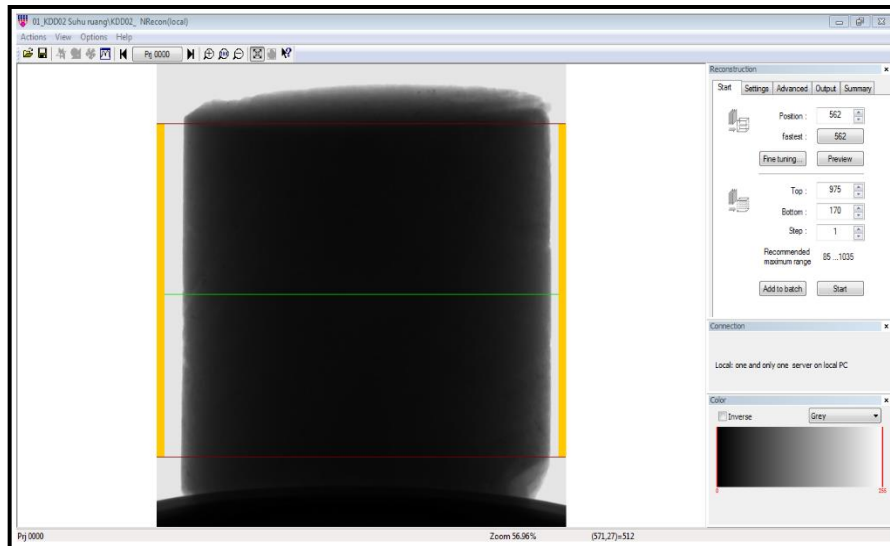 01_KDD02 Suhu ruang\KDD02_ NRecon(local)
Actions View Options Help
Prj 0000
Reconstruction
Start Settings Advanced Output Summary
Position : 562
fastest : 562
Fine tuning... Preview
Top : 975
Bottom : 170
Step : 1
Recommended
maximum range 85 ...1035
Add to batch Start
Connection
Local: one and only one server on local PC
Color
Inverse Grey
0 255
Prj 0000 Zoom 56.96% (571,27)=512